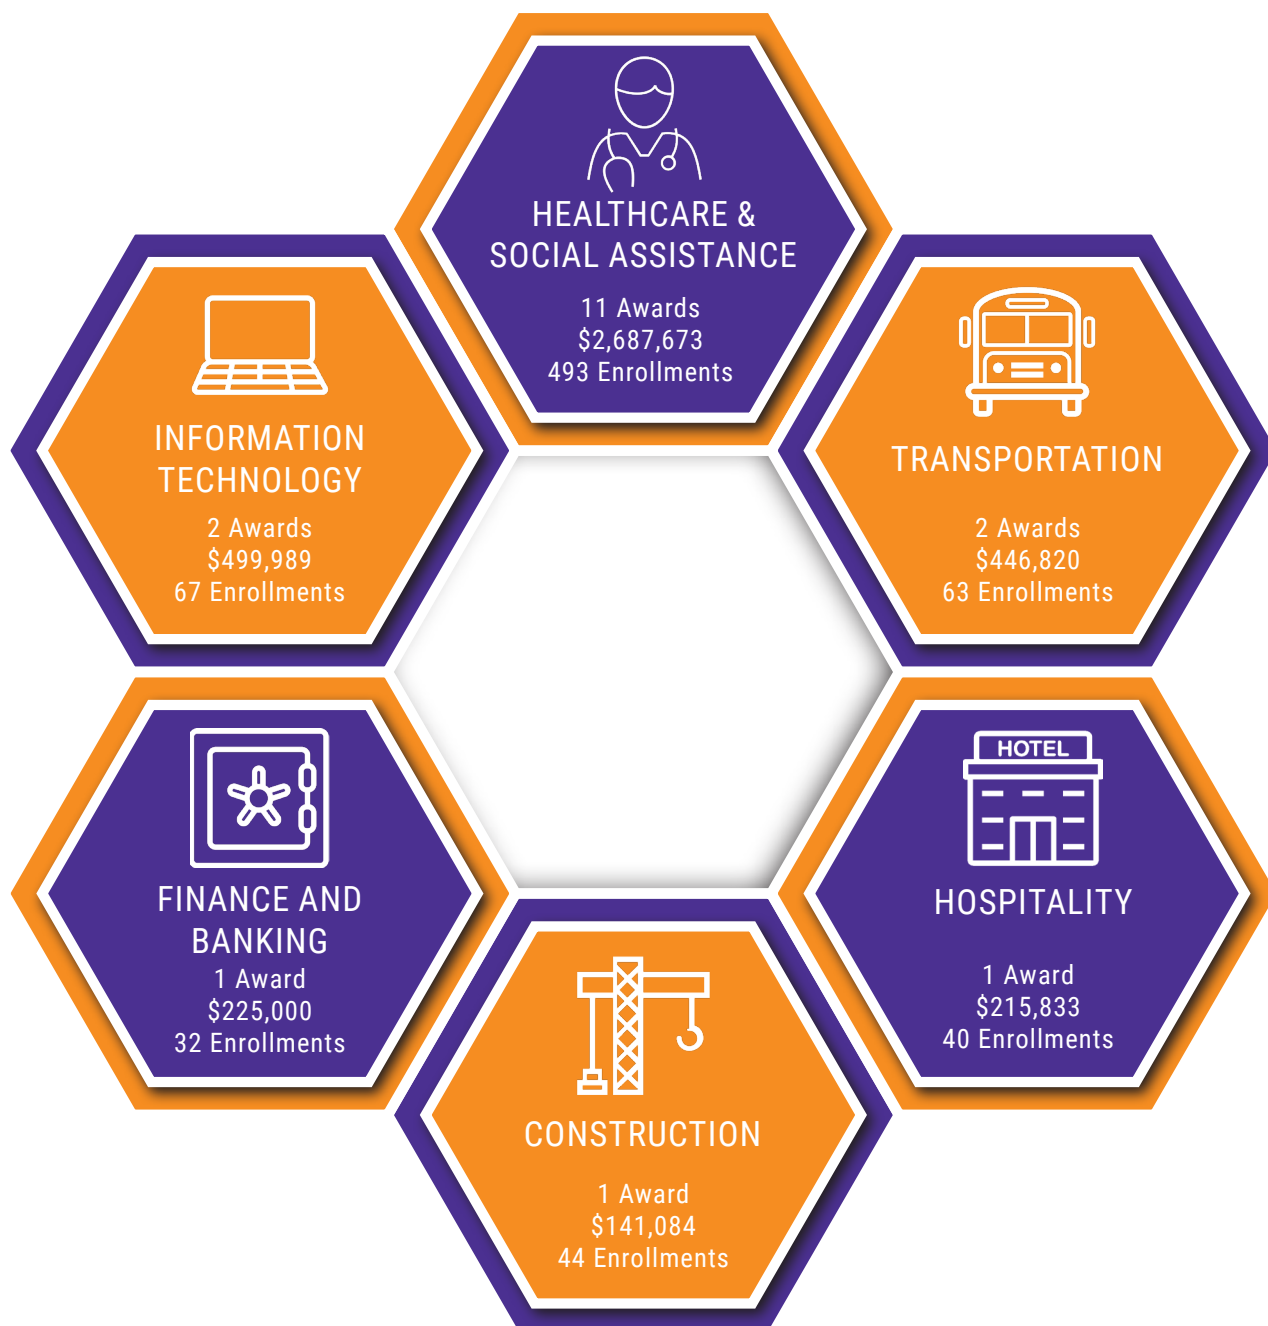 HEALTHCARE &
SOCIAL ASSISTANCE
11 Awards
$2,687,673
493 Enrollments
INFORMATION
TECHNOLOGY
2 Awards
$499,989
67 Enrollments
TRANSPORTATION
2 Awards
$446,820
63 Enrollments
FINANCE AND
BANKING
1 Award
$225,000
32 Enrollments
HOTEL
HOSPITALITY
1 Award
$215,833
40 Enrollments
CONSTRUCTION
1 Award
$141,084
44 Enrollments